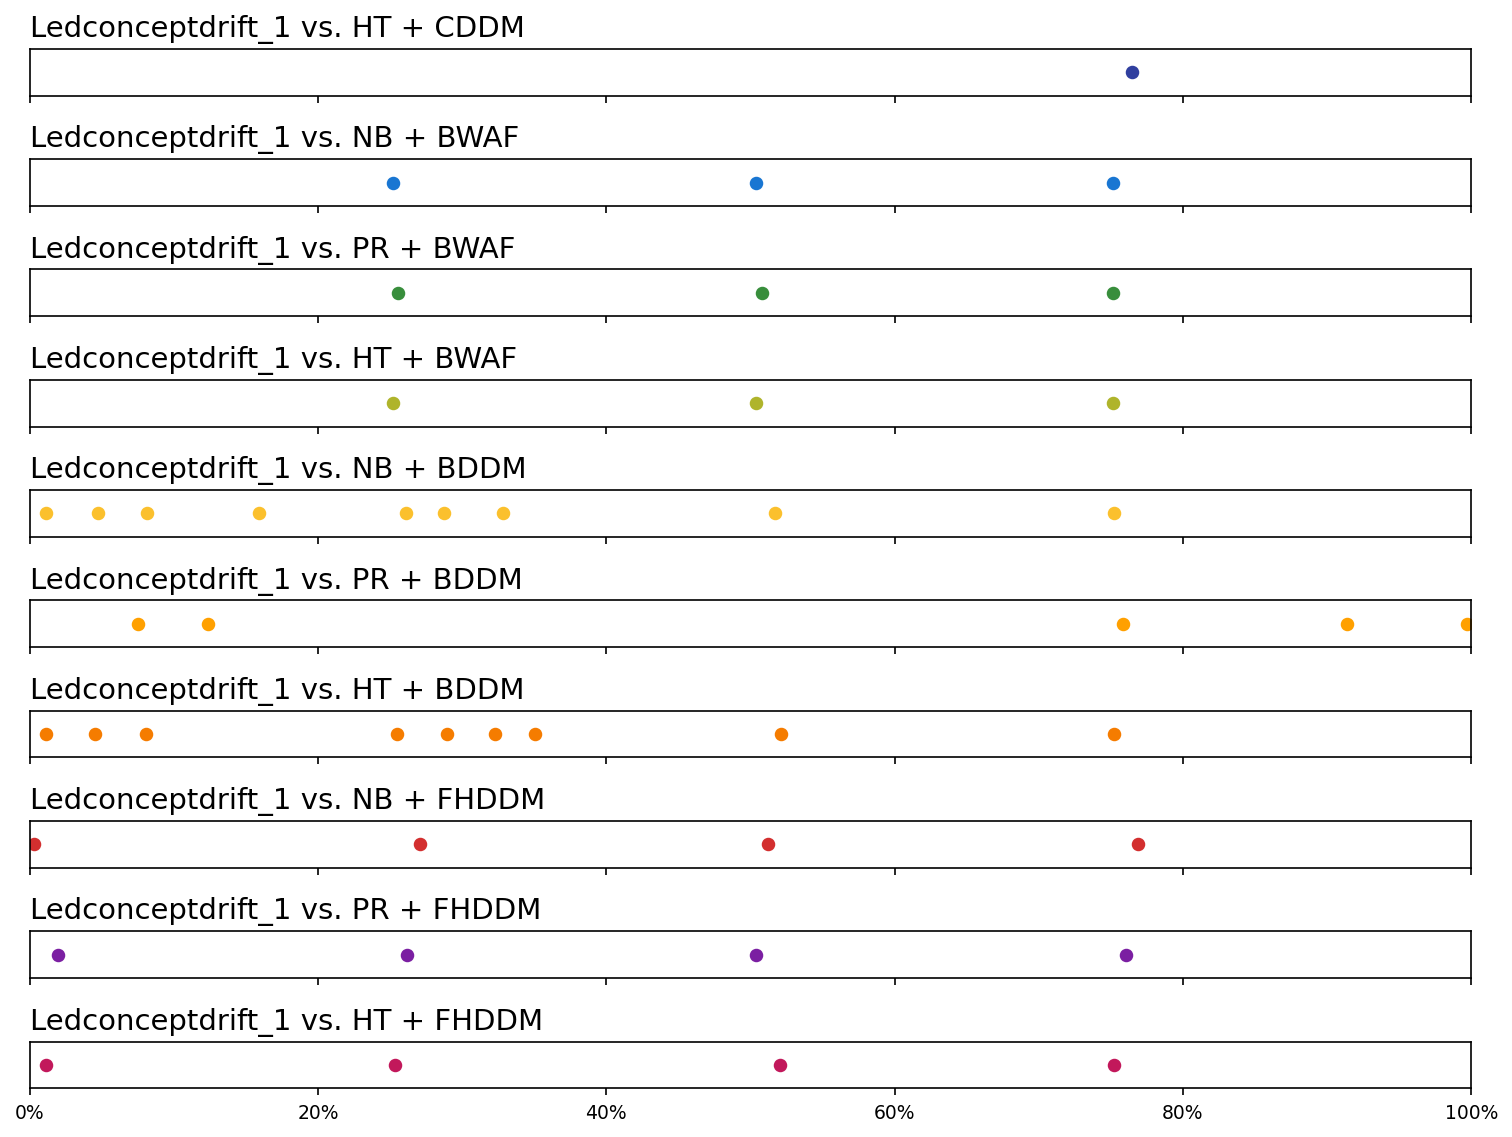 Ledconceptdrift_1 vs. HT + CDDM
Ledconceptdrift_1 vs. NB + BWAF
Ledconceptdrift_1 vs. PR + BWAF
Ledconceptdrift_1 vs. HT + BWAF
Ledconceptdrift_1 vs. NB + BDDM
Ledconceptdrift_1 vs. PR + BDDM
Ledconceptdrift_1 vs. HT + BDDM
Ledconceptdrift_1 vs. NB + FHDDM
Ledconceptdrift_1 vs. PR + FHDDM
Ledconceptdrift_1 vs. HT + FHDDM
0% 20% 40% 60% 80% 100%